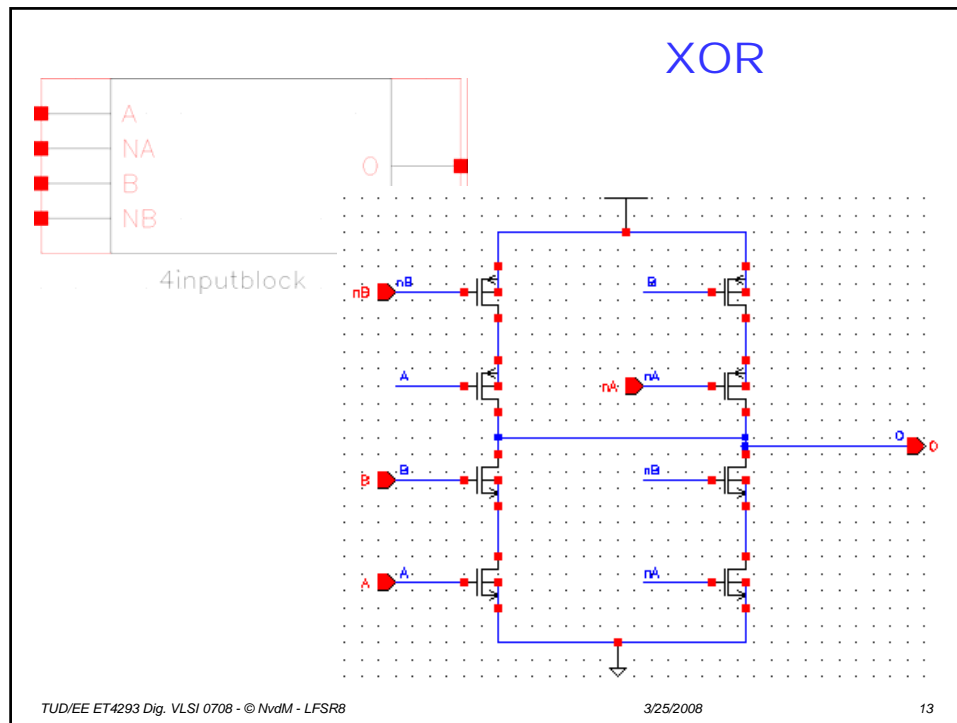 XOR
A
NA
B
NB
O
4inputblock
nB nB
B
A
nA nA
O O
B B
nB
A A
nA
TUD/EE ET4293 Dig. VLSI 0708 - © NvdM - LFSR8 3/25/2008 13